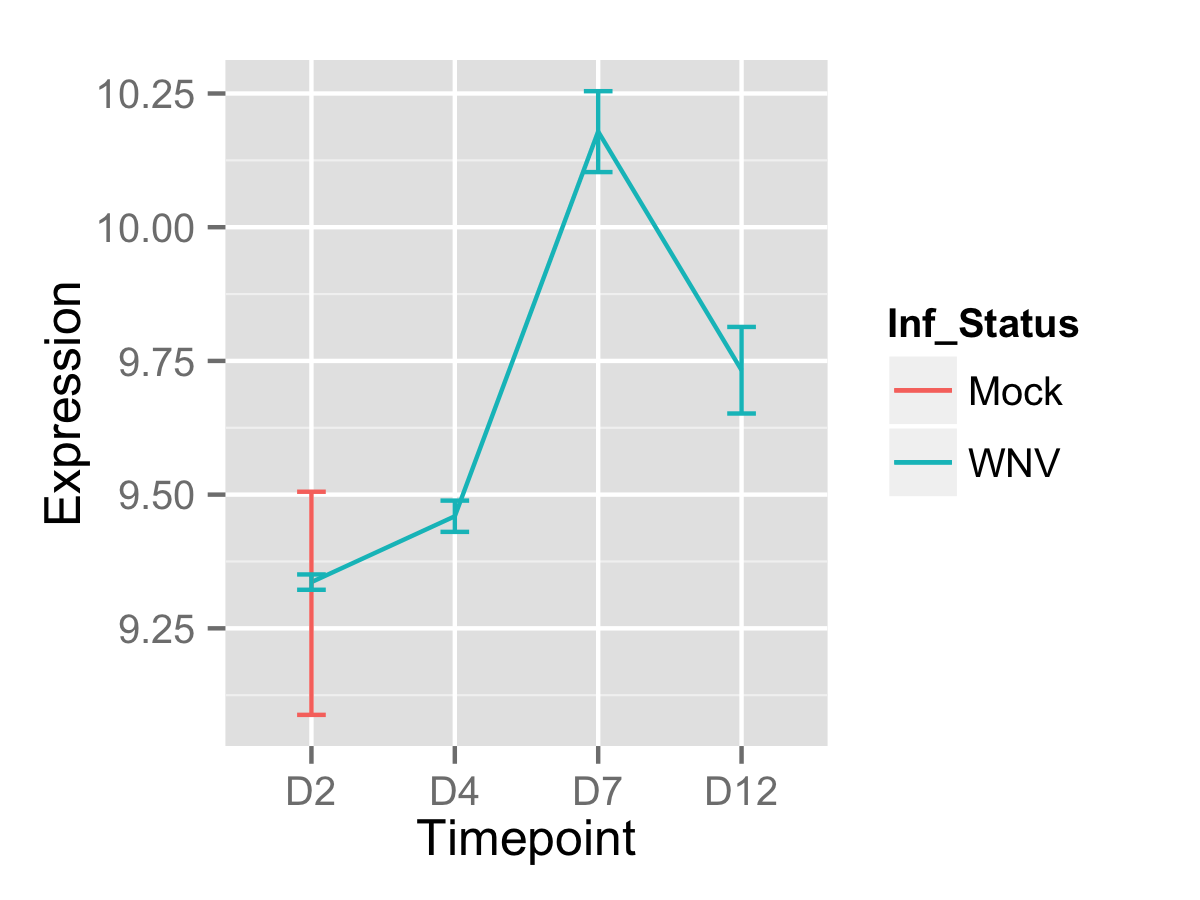 10.25
10.00
9.75
9.50
9.25
Expression
D2 D4 D7 D12
Timepoint
Inf_Status
Mock
WNV